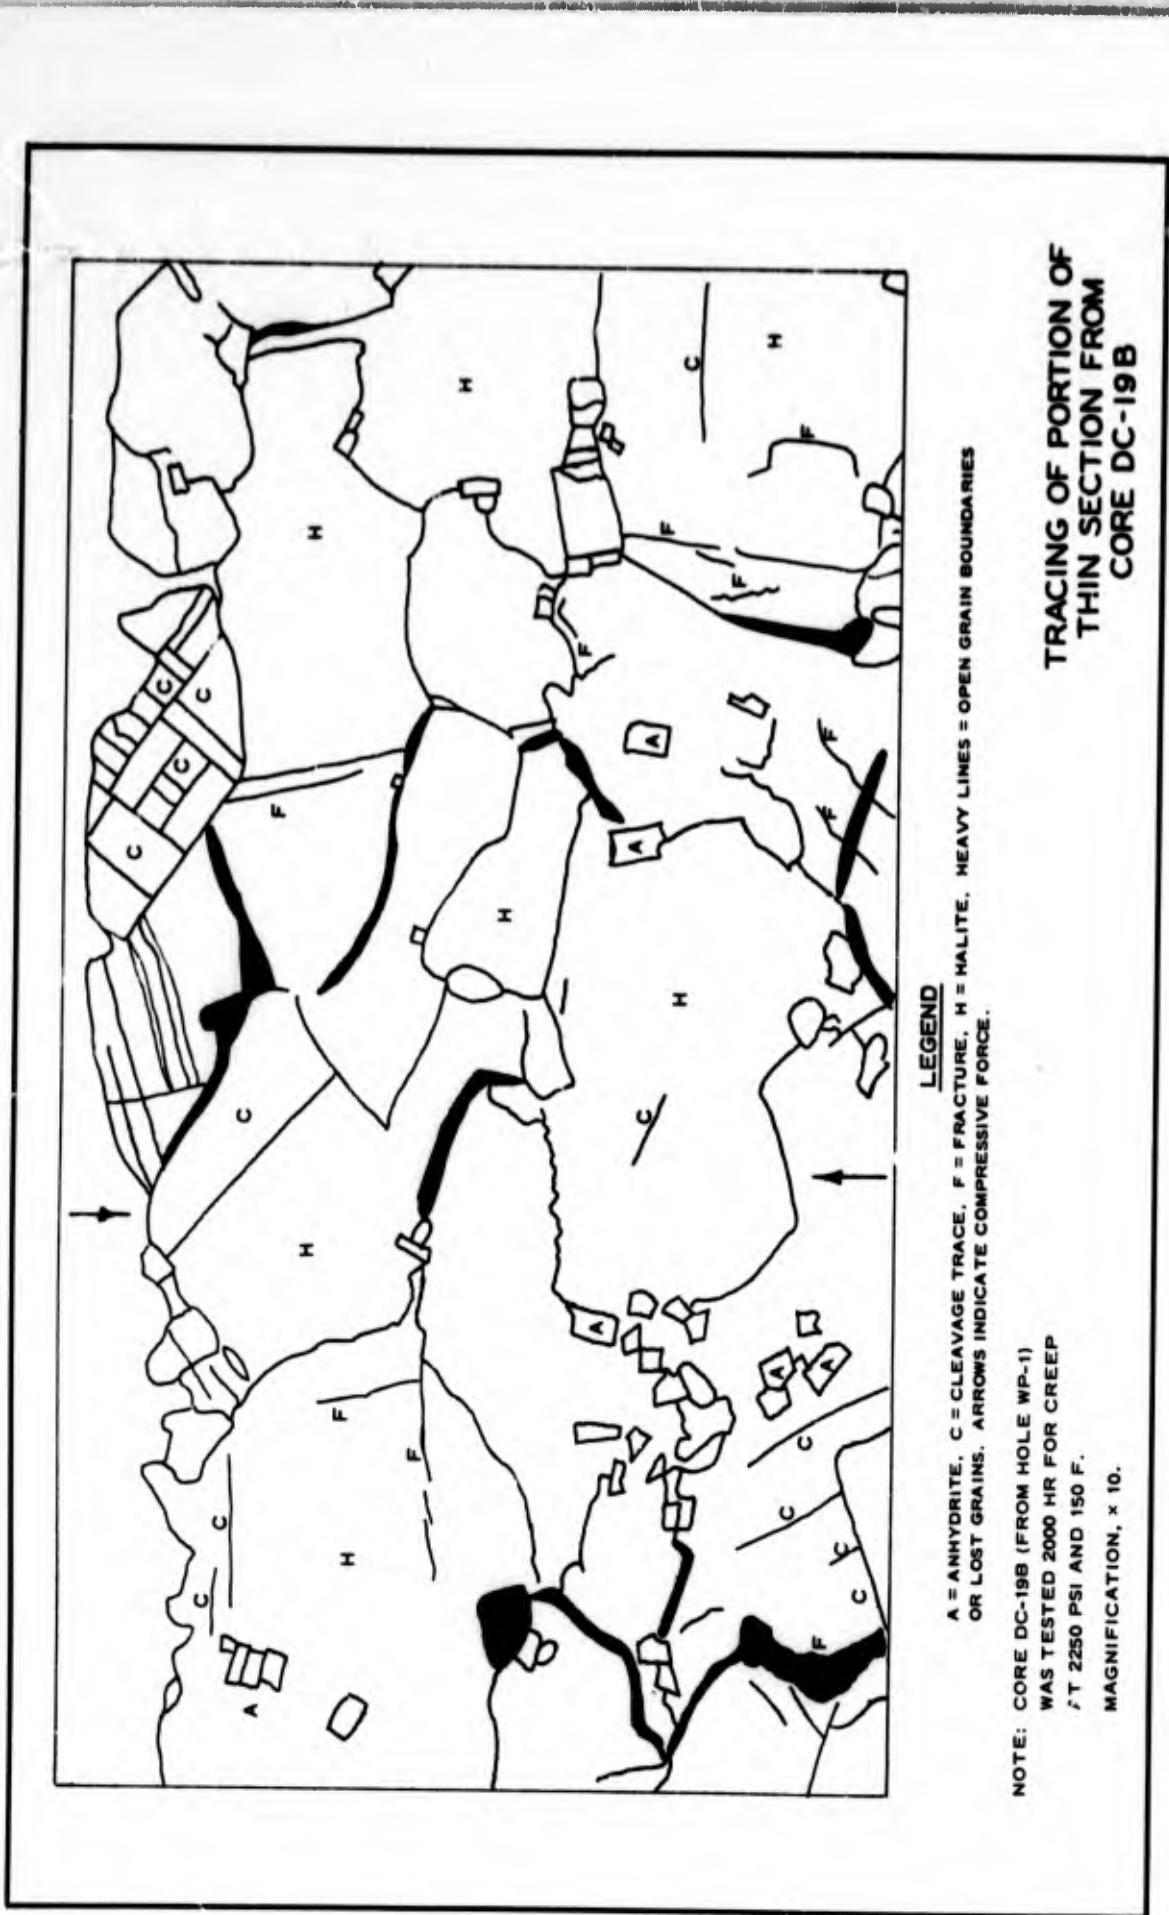 C
C
C
C
H
H
C
H
F
C
H
F
C
C
A
H
F
F
H
A
A
H
F
C
H
F
F
F
A
A
A
C
C
C
C
F
F
F
LEGEND
A = ANHYDRITE, C = CLEAVAGE TRACE, F = FRACTURE, H = HALITE, HEAVY LINES = OPEN GRAIN BOUNDARIES
OR LOST GRAINS. ARROWS INDICATE COMPRESSIVE FORCE.
NOTE: CORE DC-19B (FROM HOLE WP-1)
WAS TESTED 2000 HR FOR CREEP
T 2250 PSI AND 150 F.
MAGNIFICATION, × 10.
TRACING OF PORTION OF
THIN SECTION FROM
CORE DC-19B